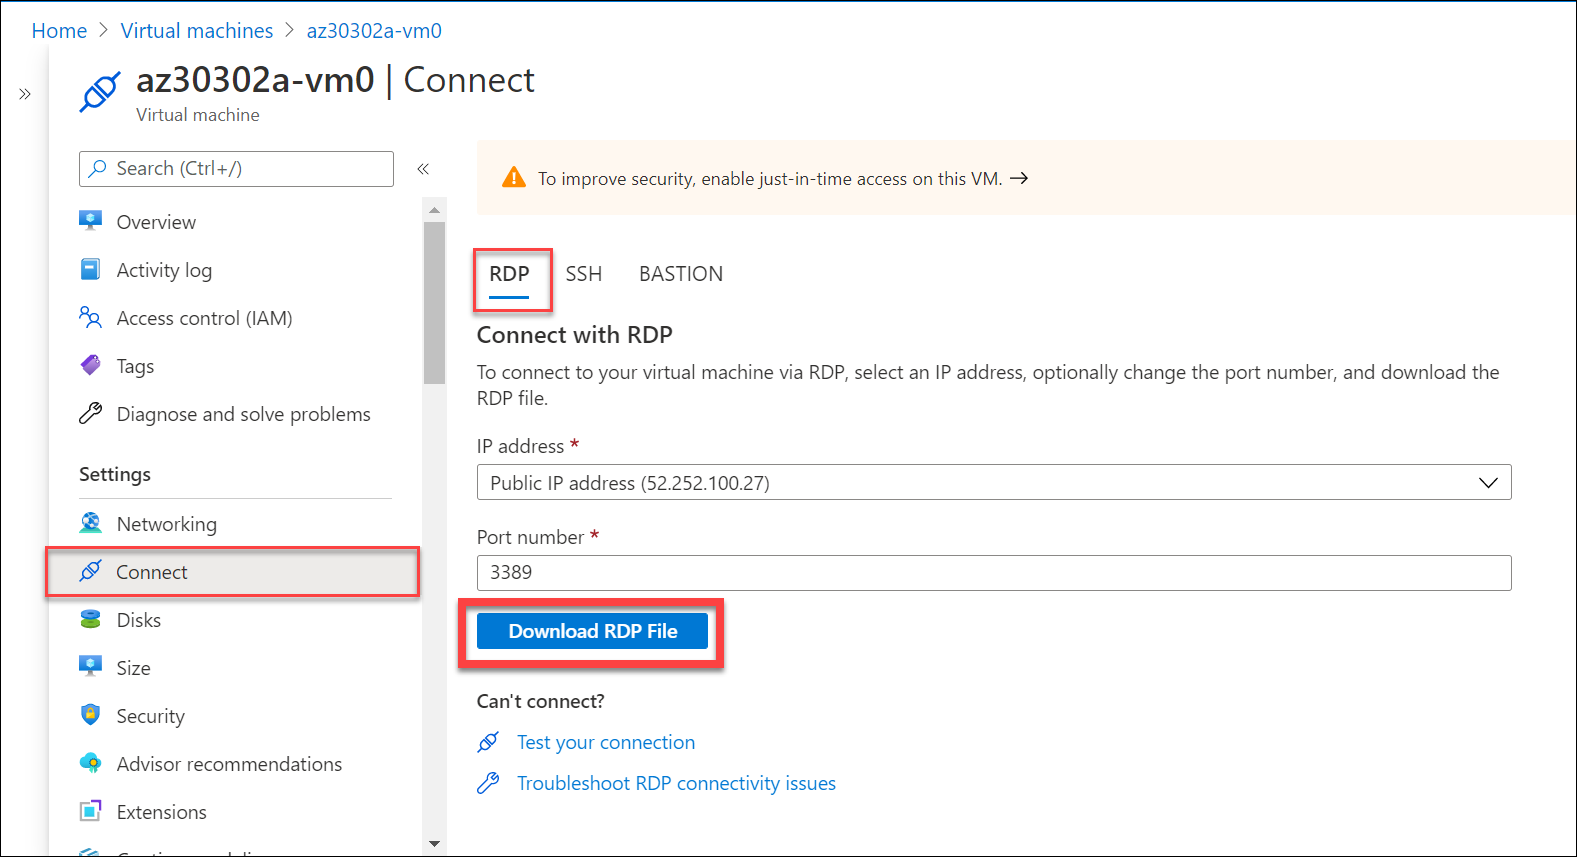 Home > Virtual machines > az30302a-vm0
az30302a-vm0 | Connect
Virtual machine
Search (Ctrl+/)
Overview
Activity log
Access control (IAM)
Tags
Diagnose and solve problems
Settings
Networking
Connect
Disks
Size
Security
Advisor recommendations
Extensions
To improve security, enable just-in-time access on this VM. →
RDP SSH BASTION
Connect with RDP
To connect to your virtual machine via RDP, select an IP address, optionally change the port number, and download the
RDP file.
IP address *
Public IP address (52.252.100.27)
Port number *
3389
Download RDP File
Can't connect?
Test your connection
Troubleshoot RDP connectivity issues